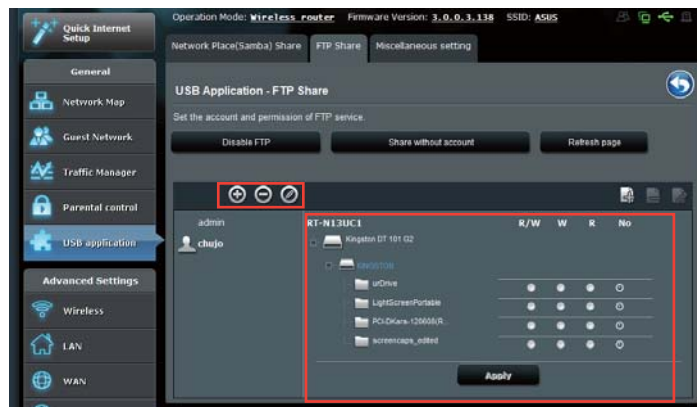 Quick Internet
Setup
Operation Mode: Wireless router Firmware Version: 3.0.0.3.138 SSID: ASUS
Network Place(Samba) Share FTP Share Miscellaneous setting
General
Network Map
Guest Network
Traffic Manager
Parental control
USB application
Advanced Settings
Wireless
LAN
WAN
USB Application - FTP Share
Set the account and permission of FTP service.
Disable FTP Share without account Refresh page
admin
chujo
RT-N13UC1 R/W W R No
Kingston DT 101 G2
KINGSTON
urDrive
LightScreenPortable
PCI-DKara-120608(R..
screencaps_edited
Apply